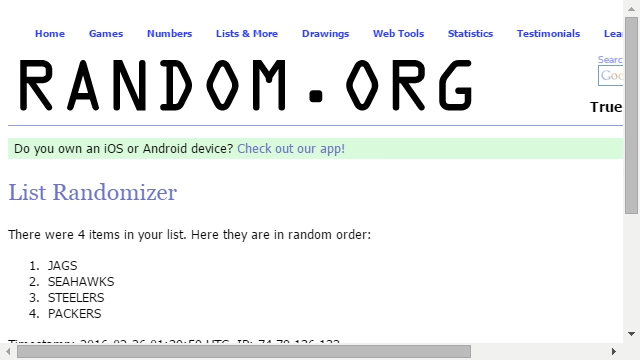 Home Games Numbers Lists & More Drawings Web Tools Statistics Testimonials
RANDOM.ORG
True
Do you own an iOS or Android device? Check out our app!
List Randomizer
There were 4 items in your list. Here they are in random order:
1. JAGS
2. SEAHAWKS
3. STEELERS
4. PACKERS